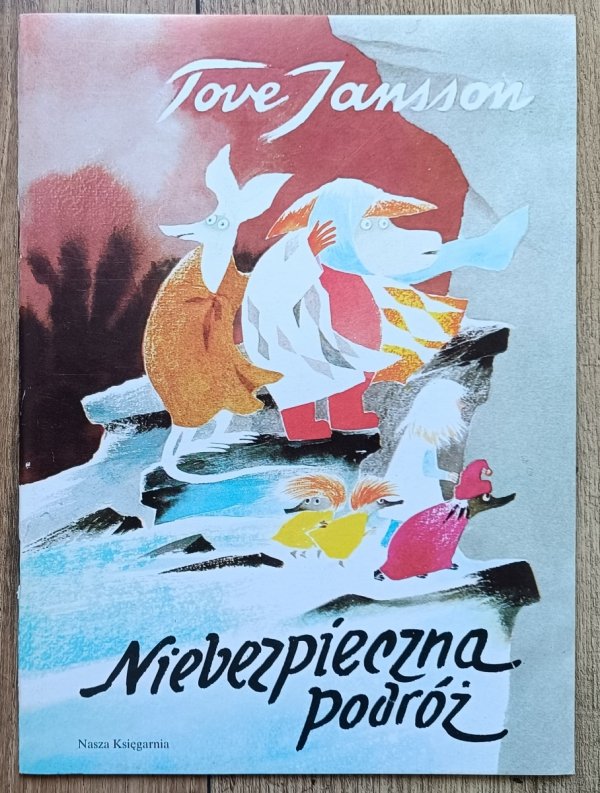 Tove Jansson
Niebezpieczna
podróż
Nasza Księgarnia